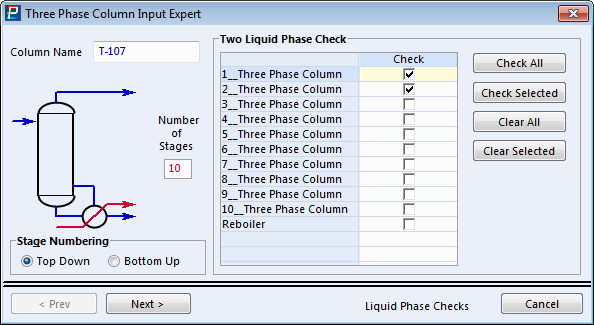 Three Phase Column Input Expert
Column Name
T-107
Number
of
Stages
10
Stage Numbering
Top Down
Bottom Up
Two Liquid Phase Check
Check
1__Three Phase Column
2__Three Phase Column
3__Three Phase Column
4__Three Phase Column
5__Three Phase Column
6__Three Phase Column
7__Three Phase Column
8__Three Phase Column
9__Three Phase Column
10__Three Phase Column
Reboiler
Check All
Check Selected
Clear All
Clear Selected
< Prev
Next >
Liquid Phase Checks
Cancel